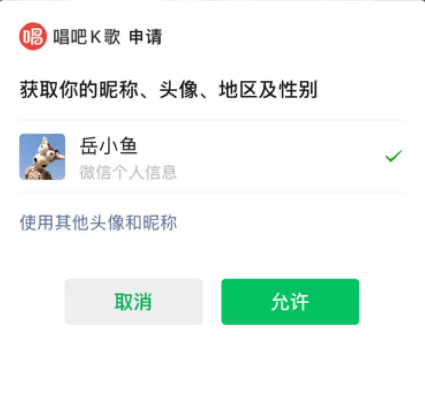 唱 唱吧K歌 申请
获取你的昵称、头像、地区及性别
岳小鱼
微信个人信息
使用其他头像和昵称
取消 允许